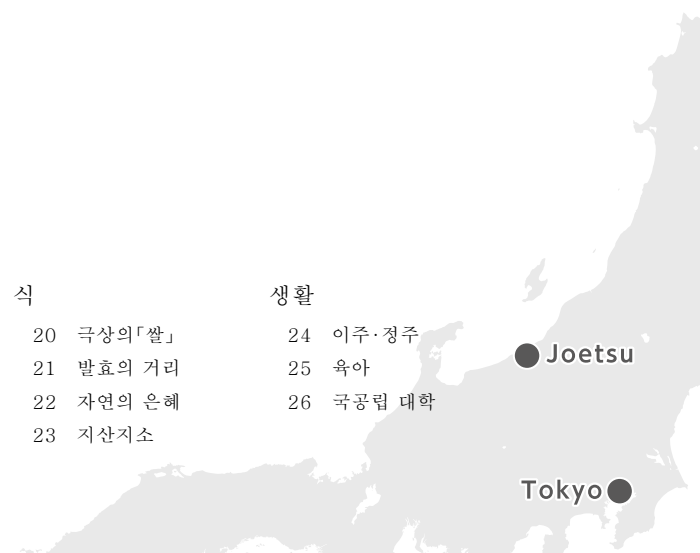 식
20 극상의「쌀」
21 발효의 거리
22 자연의 은혜
23 지산지소
생활
24 이주·정주
25 육아
26 국공립 대학
Joetsu
Tokyo